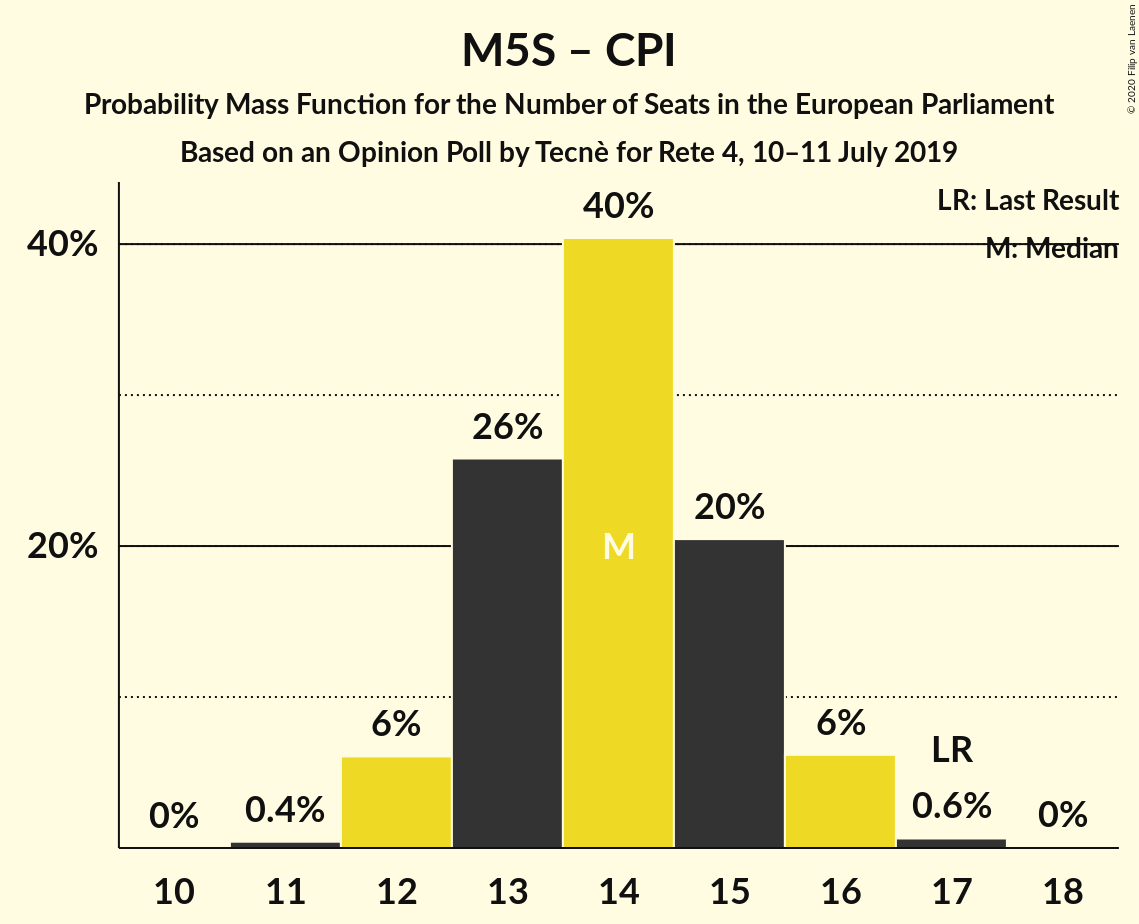 M5S – CPI
Probability Mass Function for the Number of Seats in the European Parliament
Based on an Opinion Poll by Tecnè for Rete 4, 10–11 July 2019
© 2020 Filip van Laenen
LR: Last Result
M: Median
40%
20%
0%
0.4%
6%
26%
40%
M
20%
6%
LR
0.6%
0%
10 11 12 13 14 15 16 17 18